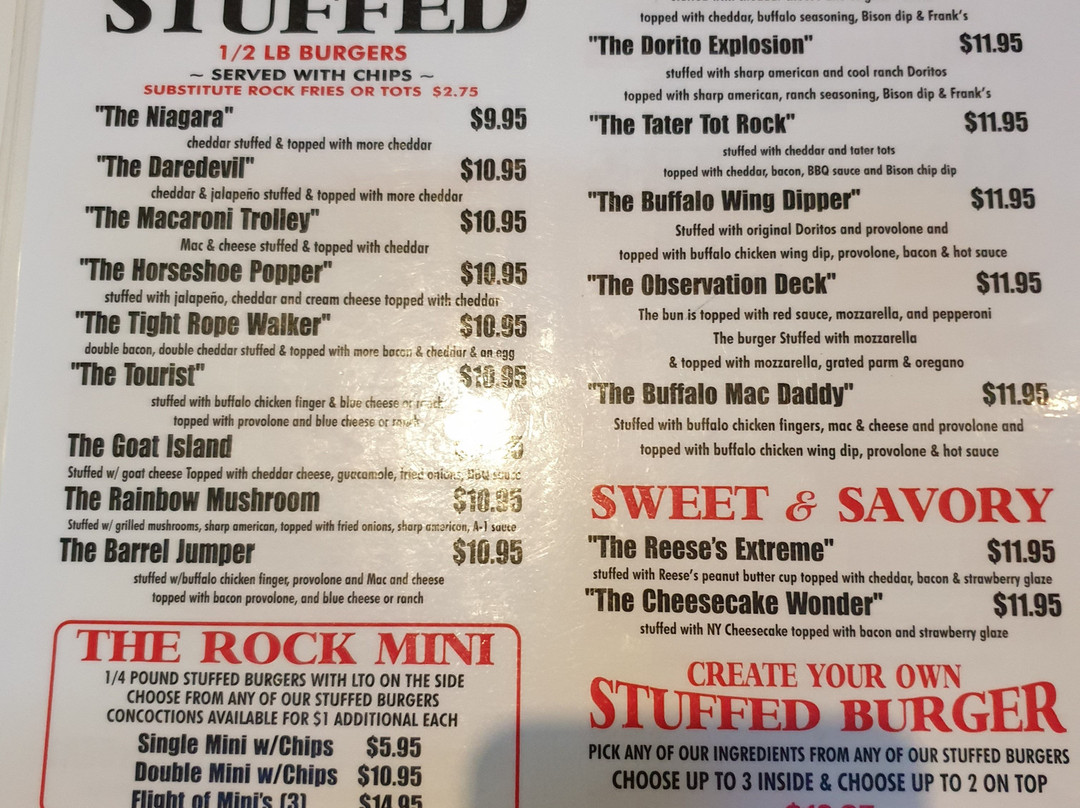 STUFFED
1/2 LB BURGERS
~ SERVED WITH CHIPS ~
SUBSTITUTE ROCK FRIES OR TOTS $2.75
"The Niagara" $9.95
cheddar stuffed & topped with more cheddar
"The Daredevil" $10.95
cheddar & jalapeño stuffed & topped with more cheddar
"The Macaroni Trolley" $10.95
Mac & cheese stuffed & topped with cheddar
"The Horseshoe Popper" $10.95
stuffed with jalapeño, cheddar and cream cheese topped with cheddar
"The Tight Rope Walker" $10.95
double bacon, double cheddar stuffed & topped with more bacon & cheddar & an egg
"The Tourist" $10.95
stuffed with buffalo chicken finger & blue cheese or ranch
topped with provolone and blue cheese or
The Goat Island
Stuffed w/ goat cheese Topped with cheddar cheese, guccamole, fried onions, BBQ sauce
The Rainbow Mushroom $10.95
Stuffed w/ grilled mushrooms, sharp american, topped with fried onions, sharp american, A-1 sauce
The Barrel Jumper $10.95
stuffed w/buffalo chicken finger, provolone and Mac and cheese
topped with bacon provolone, and blue cheese or ranch
THE ROCK MINI
1/4 POUND STUFFED BURGERS WITH LTO ON THE SIDE
CHOOSE FROM ANY OF OUR STUFFED BURGERS
CONCOCTIONS AVAILABLE FOR $1 ADDITIONAL EACH
Single Mini w/Chips $5.95
Double Mini w/Chips $10.95
Flight of Mini's (3) $14.95
topped with cheddar, buffalo seasoning, Bison dip & Frank's
"The Dorito Explosion" $11.95
stuffed with sharp american and cool ranch Doritos
topped with sharp american, ranch seasoning, Bison dip & Frank's
"The Tater Tot Rock" $11.95
stuffed with cheddar and tater tots
topped with cheddar, bacon, BBQ sauce and Bison chip dip
"The Buffalo Wing Dipper" $11.95
Stuffed with original Doritos and provolone and
topped with buffalo chicken wing dip, provolone, bacon & hot sauce
"The Observation Deck" $11.95
The bun is topped with red sauce, mozzarella, and pepperoni
The burger Stuffed with mozzarella
& topped with mozzarella, grated parm & oregano
"The Buffalo Mac Daddy" $11.95
Stuffed with buffalo chicken fingers, mac & cheese and provolone and
topped with buffalo chicken wing dip, provolone & hot sauce
SWEET & SAVORY
"The Reese's Extreme" $11.95
stuffed with Reese's peanut butter cup topped with cheddar, bacon & strawberry glaze
"The Cheesecake Wonder" $11.95
stuffed with NY Cheesecake topped with bacon and strawberry glaze
CREATE YOUR OWN
STUFFED BURGER
PICK ANY OF OUR INGREDIENTS FROM ANY OF OUR STUFFED BURGERS
CHOOSE UP TO 3 INSIDE & CHOOSE UP TO 2 ON TOP